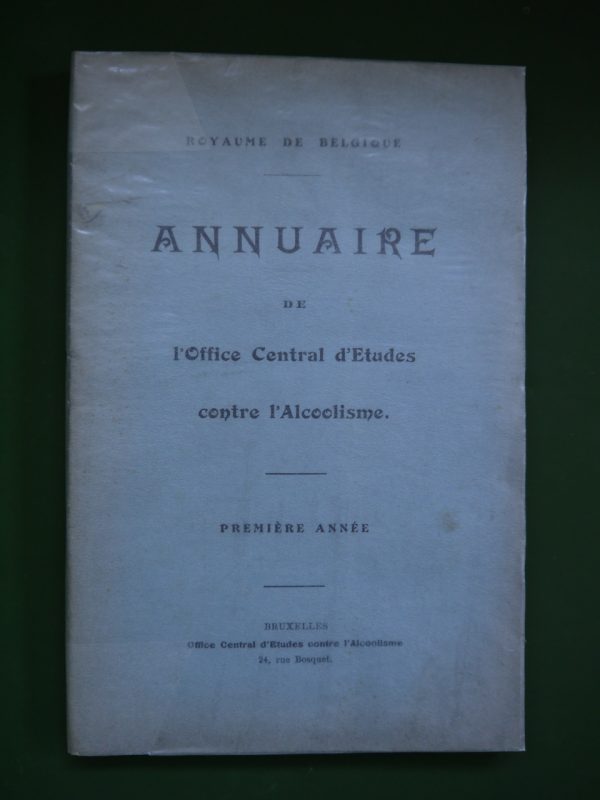 ROYAUME DE BELGIQUE
ANNUAIRE
DE
l'Office Central d'Etudes
contre l'Alcoolisme.
PREMIÈRE ANNÉE
BRUXELLES
Office Central d'Etudes contre l'Alcoolisme
24, rue Bosquet.